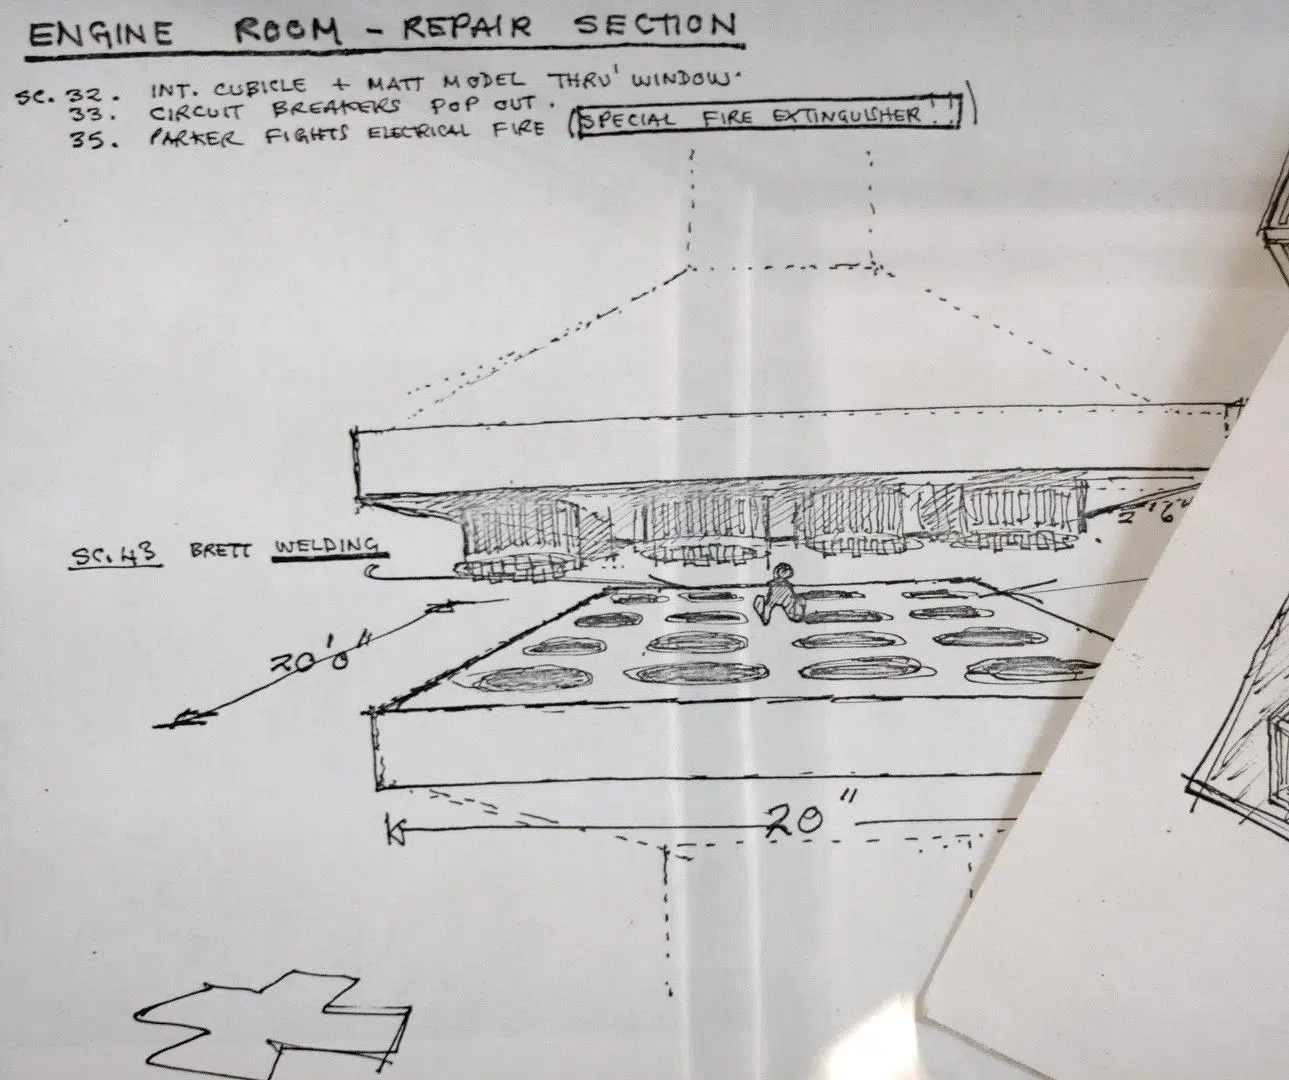 ENGINE ROOM - REPAIR SECTION
SC. 32. INT. CUBICLE + MATT MODEL THRU' WINDOW.
33. CIRCUIT BREAKERS POP OUT.
35. PARKER FIGHTS ELECTRICAL FIRE (SPECIAL FIRE EXTINGUISHER!!)
2'6"
SC.43 BRETT WELDING
20'0"
20"